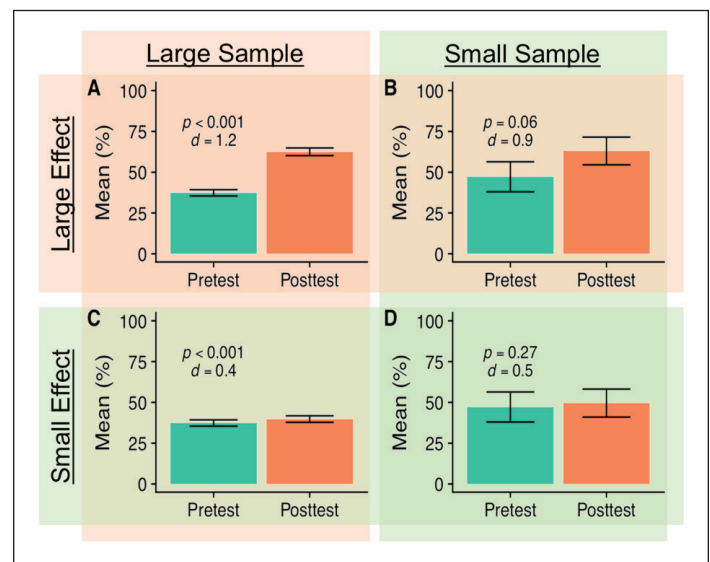 Large Sample
Small Sample
Large Effect
Small Effect
A
Mean (%)
100
75
50
25
0
p < 0.001
d = 1.2
Pretest
Posttest
B
Mean (%)
100
75
50
25
0
p = 0.06
d = 0.9
Pretest
Posttest
C
Mean (%)
100
75
50
25
0
p < 0.001
d = 0.4
Pretest
Posttest
D
Mean (%)
100
75
50
25
0
p = 0.27
d = 0.5
Pretest
Posttest